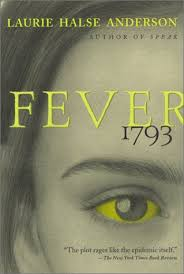 LAURIE HALSE ANDERSON
AUTHOR OF SPEAK
FEVER
1793
"The plot rages like the epidemic itself."
—The New York Times Book Review